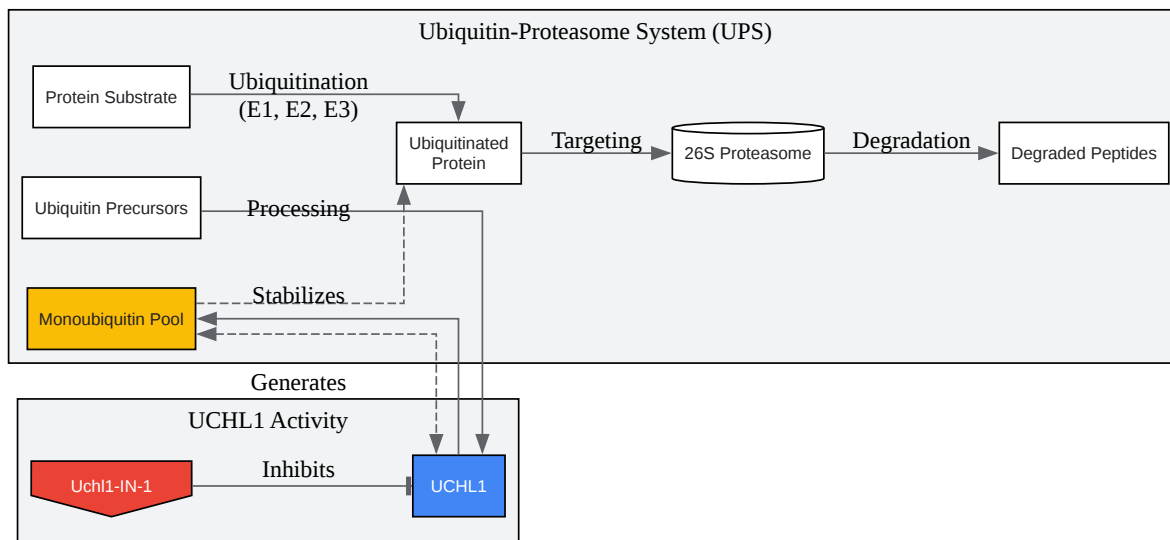 Ubiquitin-Proteasome System (UPS)
Protein Substrate
Ubiquitination
(E1, E2, E3)
Ubiquitinated
Protein
Targeting
26S Proteasome
Degradation
Degraded Peptides
Ubiquitin Precursors
Processing
Monoubiquitin Pool
Stabilizes
Generates
UCHL1 Activity
Uchl1-IN-1
Inhibits
UCHL1